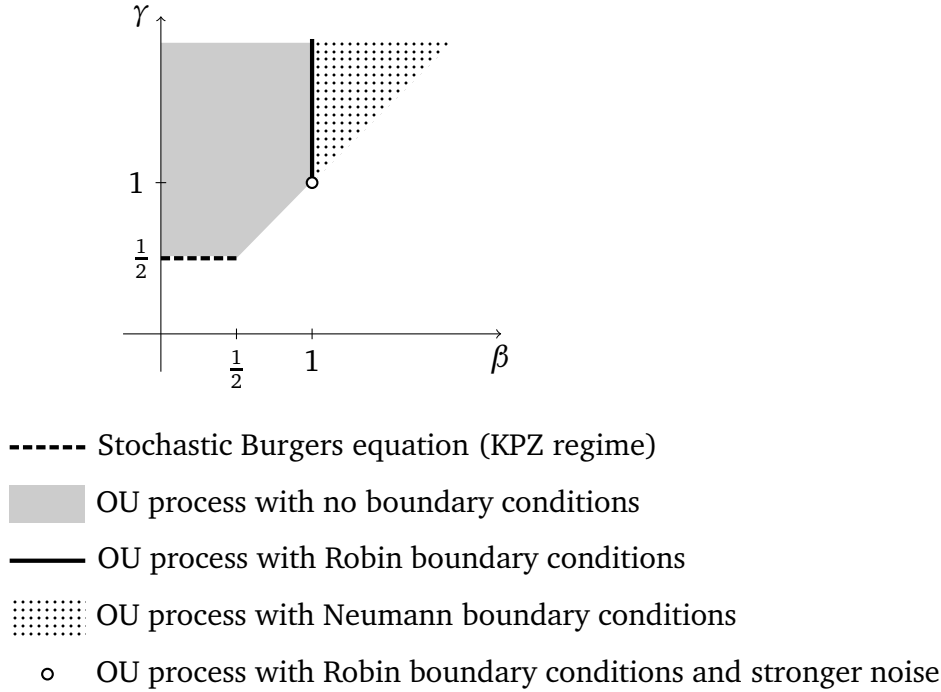 γ
1
½
½
1
β
Stochastic Burgers equation (KPZ regime)
OU process with no boundary conditions
OU process with Robin boundary conditions
OU process with Neumann boundary conditions
OU process with Robin boundary conditions and stronger noise